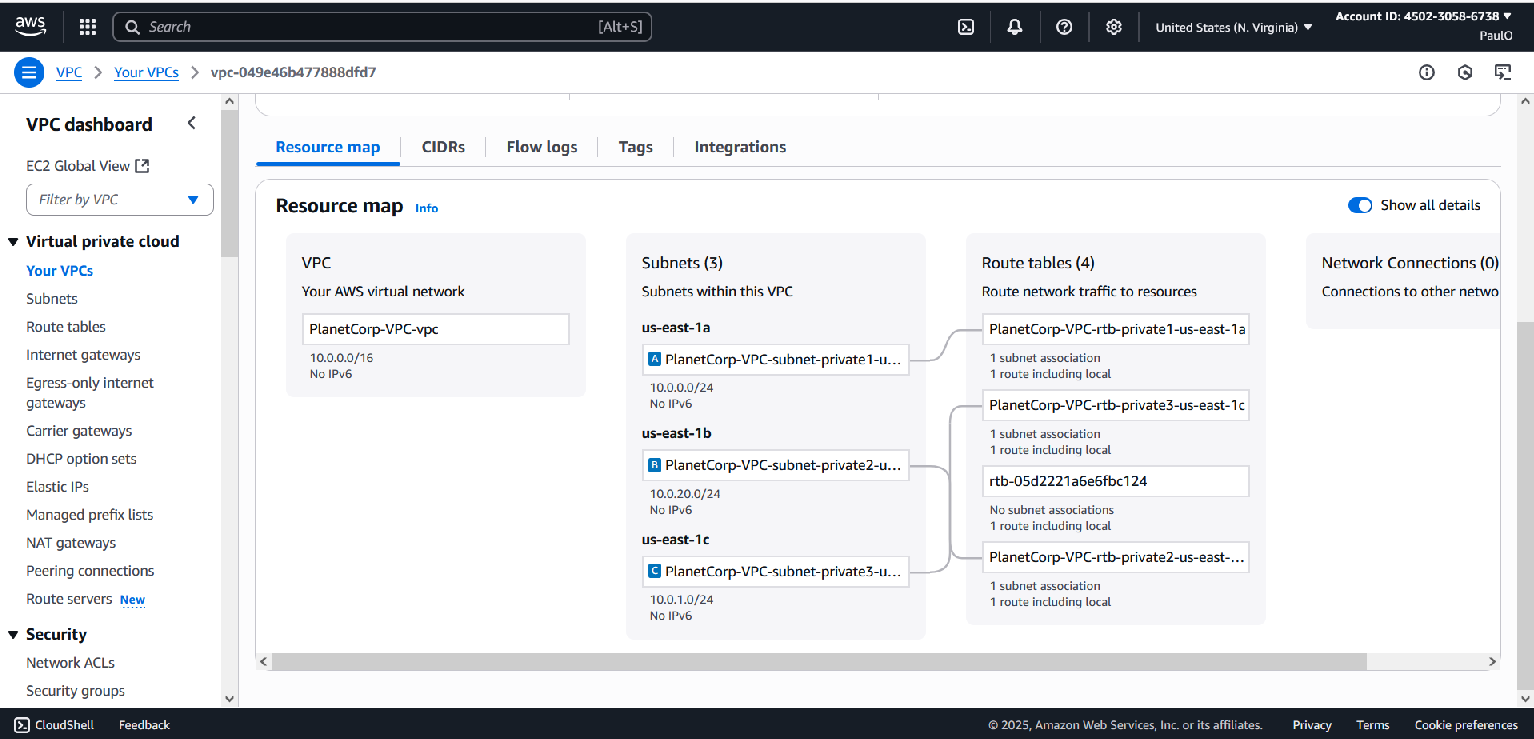 aws
Search [Alt+S]
United States (N. Virginia)
Account ID: 4502-3058-6738
PaulO
VPC
Your VPCs
vpc-049e46b477888dfd7
VPC dashboard
EC2 Global View
Filter by VPC
Virtual private cloud
Your VPCs
Subnets
Route tables
Internet gateways
Egress-only internet
gateways
Carrier gateways
DHCP option sets
Elastic IPs
Managed prefix lists
NAT gateways
Peering connections
Route servers New
Security
Network ACLs
Security groups
Resource map
CIDRs
Flow logs
Tags
Integrations
Resource map Info
Show all details
VPC
Your AWS virtual network
PlanetCorp-VPC-vpc
10.0.0.0/16
No IPv6
Subnets (3)
Subnets within this VPC
us-east-1a
A PlanetCorp-VPC-subnet-private1-u...
10.0.0.0/24
No IPv6
us-east-1b
B PlanetCorp-VPC-subnet-private2-u...
10.0.20.0/24
No IPv6
us-east-1c
C PlanetCorp-VPC-subnet-private3-u...
10.0.1.0/24
No IPv6
Route tables (4)
Route network traffic to resources
PlanetCorp-VPC-rtb-private1-us-east-1a
1 subnet association
1 route including local
PlanetCorp-VPC-rtb-private3-us-east-1c
1 subnet association
1 route including local
rtb-05d2221a6e6fbc124
No subnet associations
1 route including local
PlanetCorp-VPC-rtb-private2-us-east-...
1 subnet association
1 route including local
Network Connections (0)
Connections to other netwo
CloudShell
Feedback
© 2025, Amazon Web Services, Inc. or its affiliates.
Privacy
Terms
Cookie preferences